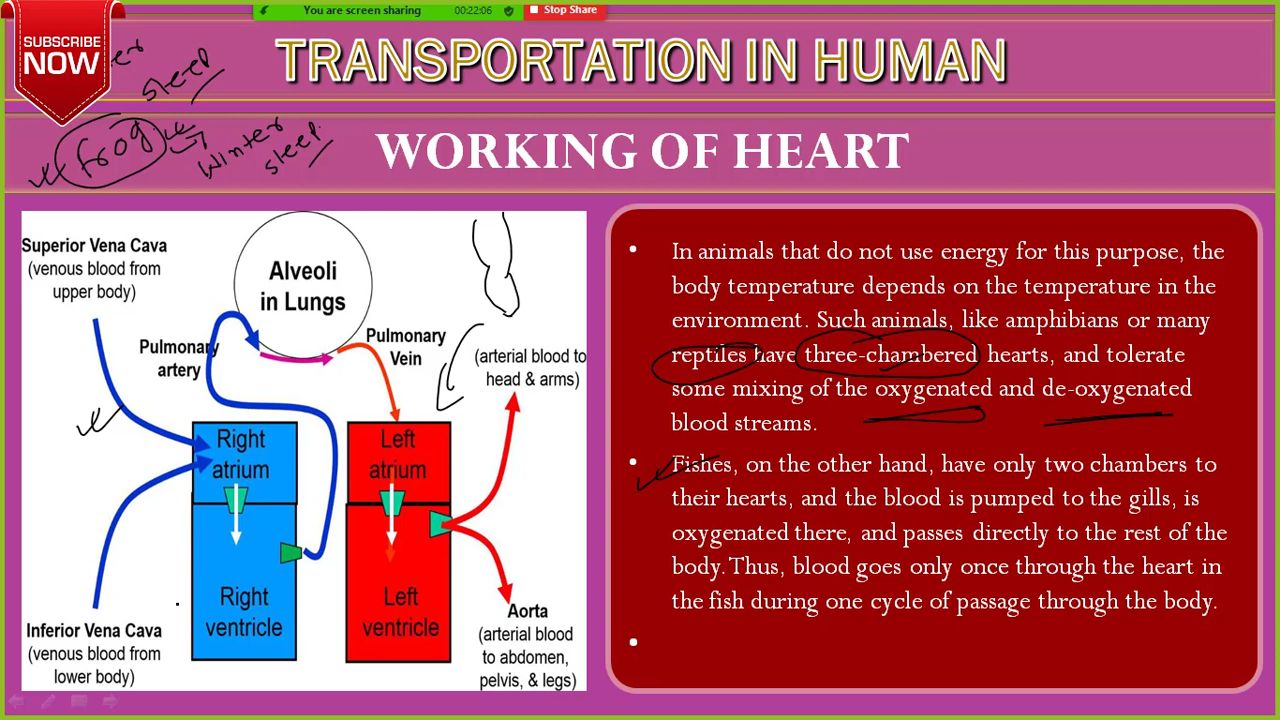 You are screen sharing 00:22:06 Stop Share
SUBSCRIBE
NOW
TRANSPORTATION IN HUMAN
sleep
frog
winter
sleep.
WORKING OF HEART
Superior Vena Cava
(venous blood from
upper body)
Alveoli
in Lungs
Pulmonary
artery
Pulmonary
Vein
(arterial blood to
head & arms)
Right
atrium
Left
atrium
Right
ventricle
Left
ventricle
Inferior Vena Cava
(venous blood from
lower body)
Aorta
(arterial blood
to abdomen,
pelvis, & legs)
• In animals that do not use energy for this purpose, the
body temperature depends on the temperature in the
environment. Such animals, like amphibians or many
reptiles have three-chambered hearts, and tolerate
some mixing of the oxygenated and de-oxygenated
blood streams.
• Fishes, on the other hand, have only two chambers to
their hearts, and the blood is pumped to the gills, is
oxygenated there, and passes directly to the rest of the
body. Thus, blood goes only once through the heart in
the fish during one cycle of passage through the body.
•